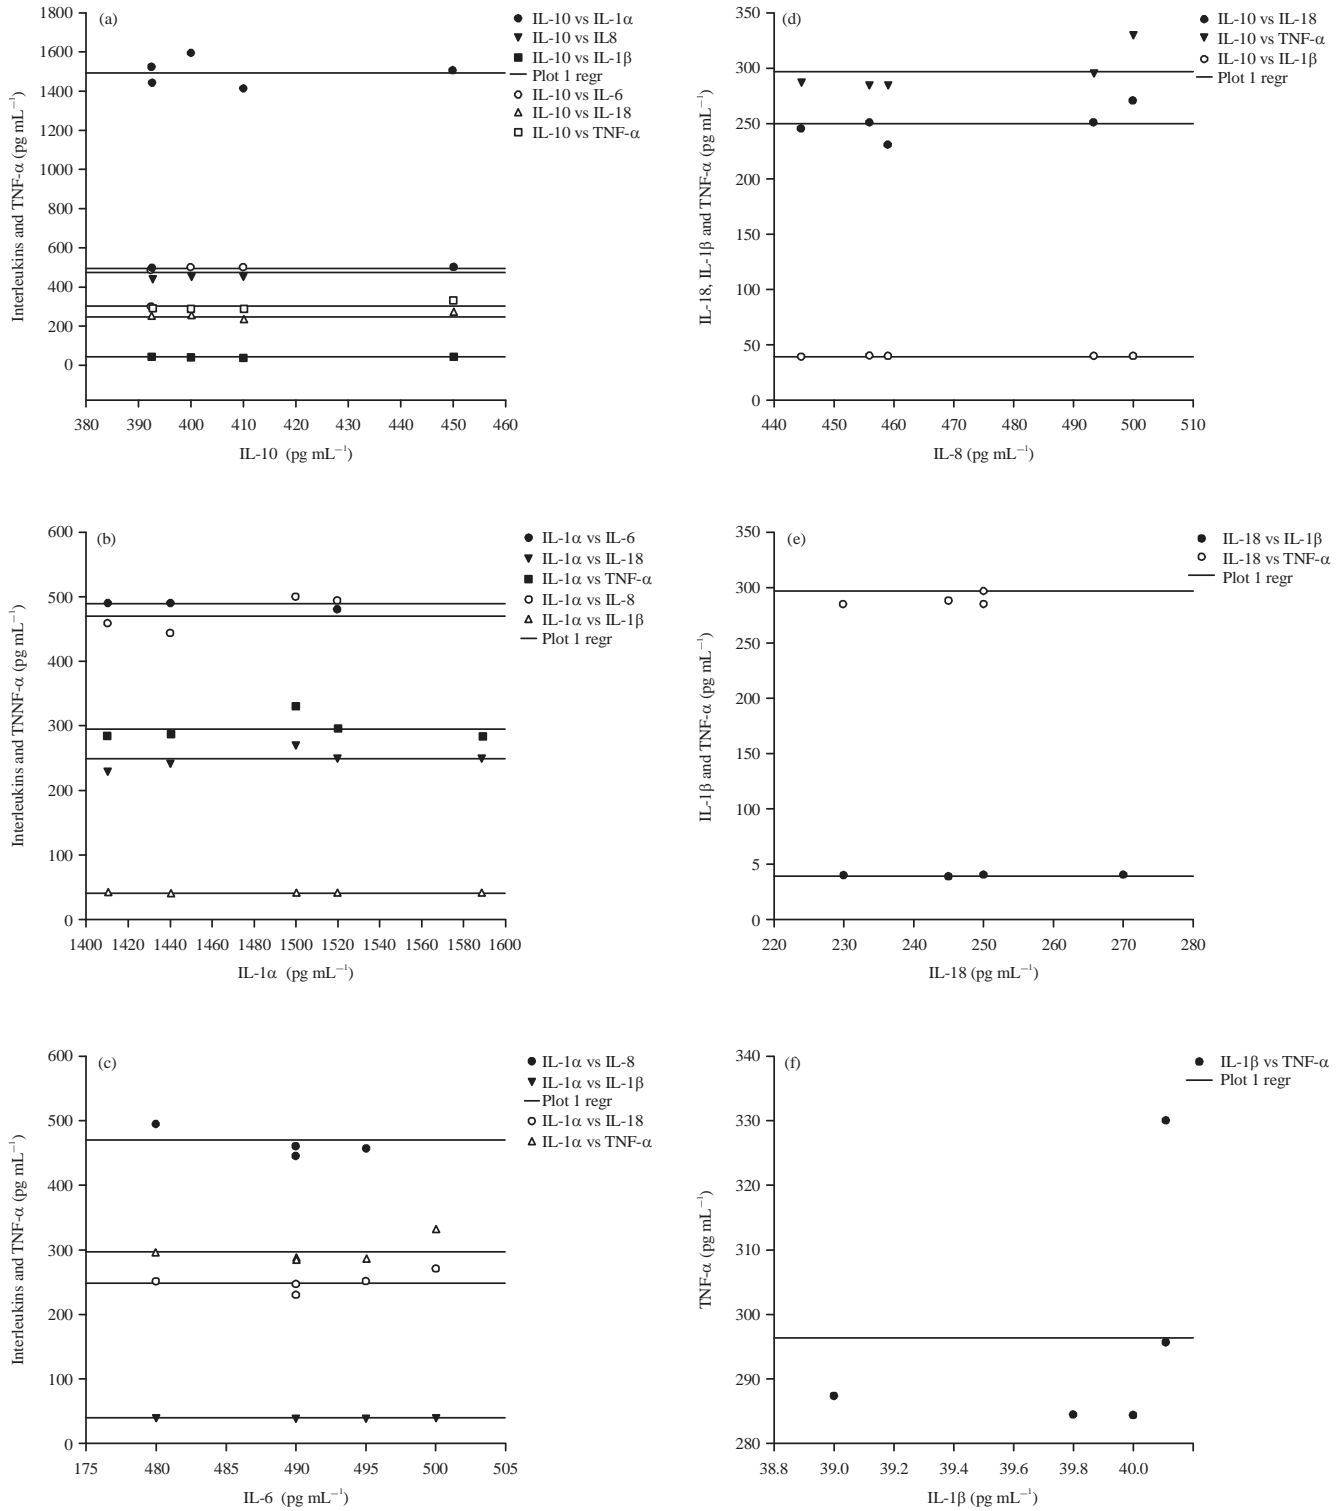 (a)
IL-10 vs IL-1α
IL-10 vs IL8
IL-10 vs IL-1β
Plot 1 regr
IL-10 vs IL-6
IL-10 vs IL-18
IL-10 vs TNF-α
Interleukins and TNF-α (pg mL⁻¹)
1800
1600
1400
1200
1000
800
600
400
200
0
380 390 400 410 420 430 440 450 460
IL-10 (pg mL⁻¹)
(d)
IL-10 vs IL-18
IL-10 vs TNF-α
IL-10 vs IL-1β
Plot 1 regr
IL-18, IL-1β and TNF-α (pg mL⁻¹)
350
300
250
200
250
100
50
0
440 450 460 470 480 490 500 510
IL-8 (pg mL⁻¹)
(b)
IL-1α vs IL-6
IL-1α vs IL-18
IL-1α vs TNF-α
IL-1α vs IL-8
IL-1α vs IL-1β
Plot 1 regr
Interleukins and TNNF-α (pg mL⁻¹)
600
500
400
300
200
100
0
1400 1420 1440 1460 1480 1500 1520 1540 1560 1580 1600
IL-1α (pg mL⁻¹)
(e)
IL-18 vs IL-1β
IL-18 vs TNF-α
Plot 1 regr
IL-1β and TNF-α (pg mL⁻¹)
350
300
250
200
150
100
5
0
220 230 240 250 260 270 280
IL-18 (pg mL⁻¹)
(c)
IL-1α vs IL-8
IL-1α vs IL-1β
Plot 1 regr
IL-1α vs IL-18
IL-1α vs TNF-α
Interleukins and TNF-α (pg mL⁻¹)
600
500
400
300
200
100
0
175 480 485 490 495 500 505
IL-6 (pg mL⁻¹)
(f)
IL-1β vs TNF-α
Plot 1 regr
TNF-α (pg mL⁻¹)
340
330
320
310
290
280
38.8 39.0 39.2 39.4 39.6 39.8 40.0
IL-1β (pg mL⁻¹)